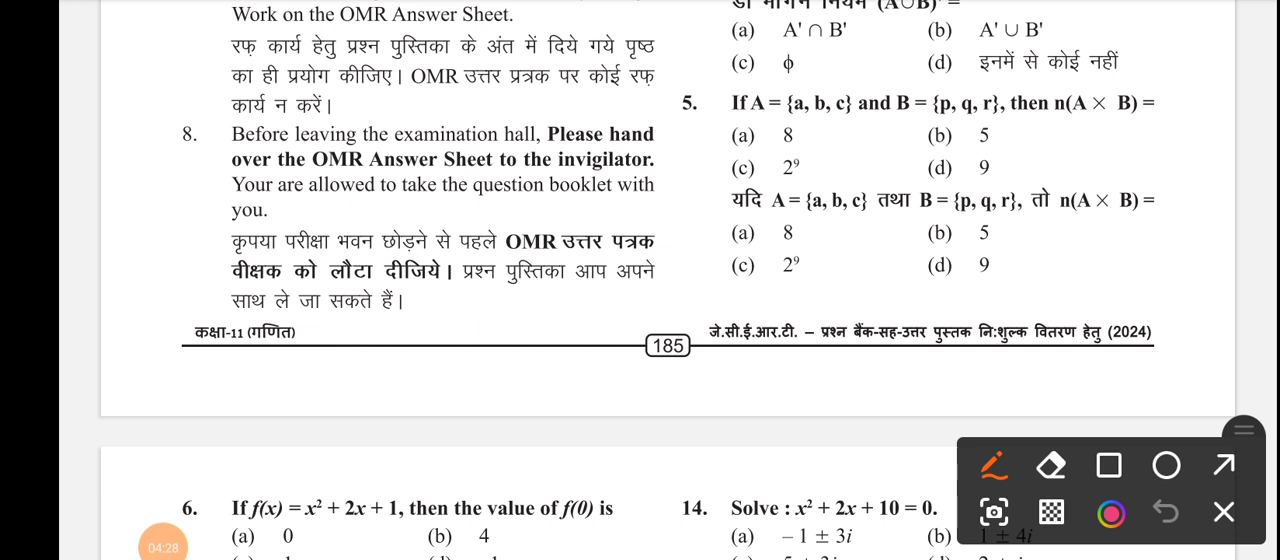 Work on the OMR Answer Sheet.
रफ़ कार्य हेतु प्रश्न पुस्तिका के अंत में दिये गये पृष्ठ
का ही प्रयोग कीजिए। OMR उत्तर प्रत्रक पर कोई रफ़
कार्य न करें।
8. Before leaving the examination hall, Please hand
over the OMR Answer Sheet to the invigilator.
Your are allowed to take the question booklet with
you.
कृपया परीक्षा भवन छोड़ने से पहले OMR उत्तर पत्रक
वीक्षक को लौटा दीजिये। प्रश्न पुस्तिका आप अपने
साथ ले जा सकते हैं।
(A∪B)' =
(a) A' ∩ B' (b) A' ∪ B'
(c) ϕ (d) इनमें से कोई नहीं
5. If A = {a, b, c} and B = {p, q, r}, then n(A × B) =
(a) 8 (b) 5
(c) 2⁹ (d) 9
यदि A = {a, b, c} तथा B = {p, q, r}, तो n(A × B) =
(a) 8 (b) 5
(c) 2⁹ (d) 9
कक्षा-11 (गणित)
185
जे.सी.ई.आर.टी. – प्रश्न बैंक-सह-उत्तर पुस्तक नि:शुल्क वितरण हेतु (2024)
6. If f(x) = x² + 2x + 1, then the value of f(0) is
(a) 0 (b) 4
14. Solve : x² + 2x + 10 = 0.
(a) – 1 ± 3i (b) 1 ± 4i
04:28